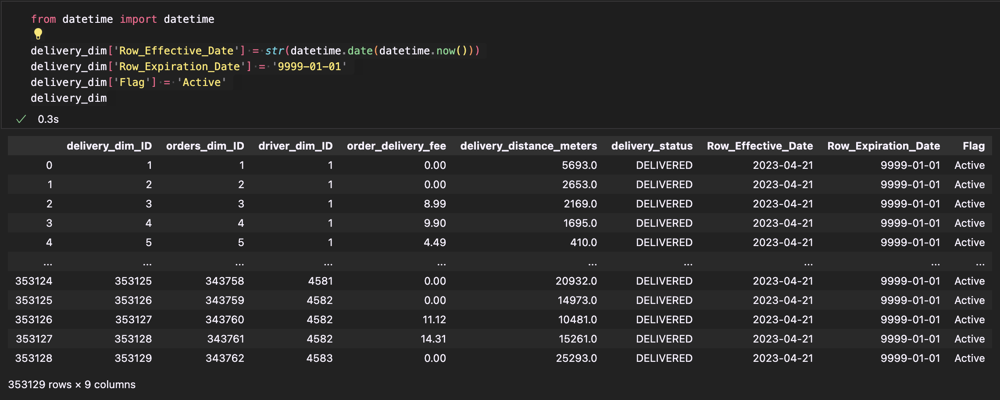 from datetime import datetime
delivery_dim['Row_Effective_Date'] = str(datetime.date(datetime.now()))
delivery_dim['Row_Expiration_Date'] = '9999-01-01'
delivery_dim['Flag'] = 'Active'
delivery_dim
✓ 0.3s
delivery_dim_ID orders_dim_ID driver_dim_ID order_delivery_fee delivery_distance_meters delivery_status Row_Effective_Date Row_Expiration_Date Flag
0 1 1 1 0.00 5693.0 DELIVERED 2023-04-21 9999-01-01 Active
1 2 2 1 0.00 2653.0 DELIVERED 2023-04-21 9999-01-01 Active
2 3 3 1 8.99 2169.0 DELIVERED 2023-04-21 9999-01-01 Active
3 4 4 1 9.90 1695.0 DELIVERED 2023-04-21 9999-01-01 Active
4 5 5 1 4.49 410.0 DELIVERED 2023-04-21 9999-01-01 Active
... ... ... ... ... ... ... ... ... ...
353124 353125 343758 4581 0.00 20932.0 DELIVERED 2023-04-21 9999-01-01 Active
353125 353126 343759 4582 0.00 14973.0 DELIVERED 2023-04-21 9999-01-01 Active
353126 353127 343760 4582 11.12 10481.0 DELIVERED 2023-04-21 9999-01-01 Active
353127 353128 343761 4582 14.31 15261.0 DELIVERED 2023-04-21 9999-01-01 Active
353128 353129 343762 4583 0.00 25293.0 DELIVERED 2023-04-21 9999-01-01 Active
353129 rows × 9 columns